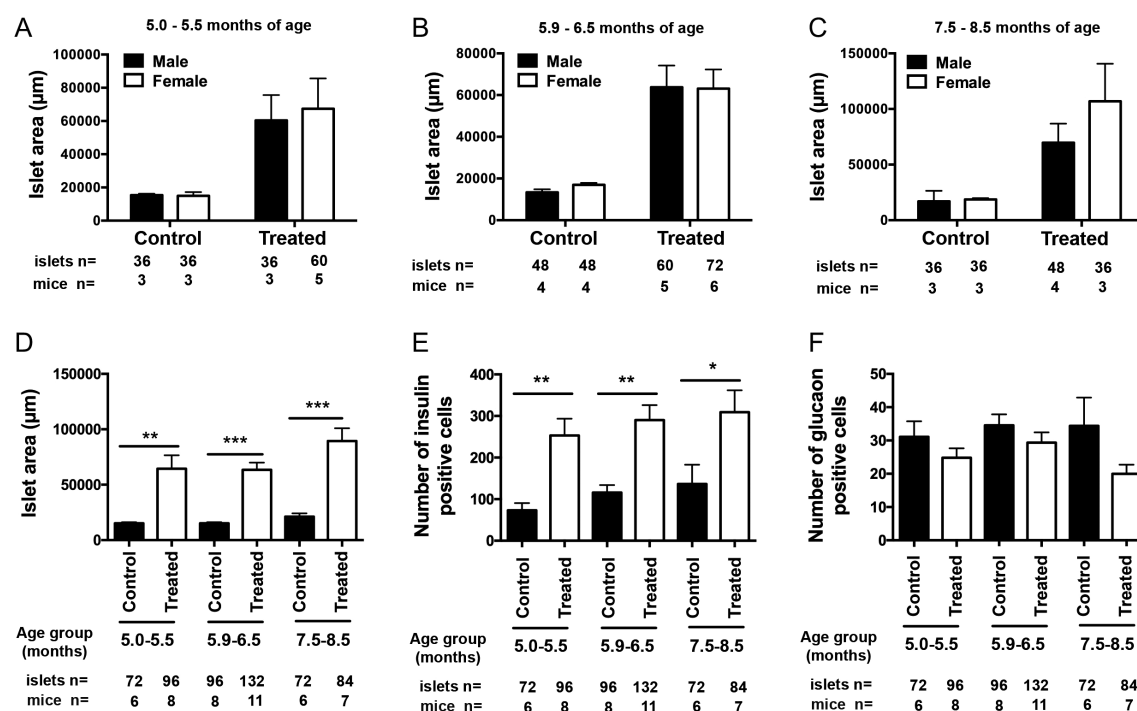 A
5.0 - 5.5 months of age
Islet area (µm)
100000
80000
60000
40000
20000
0
Male
Female
Control Treated
islets n= 36 36 36 60
mice n= 3 3 3 5
B
5.9 - 6.5 months of age
Islet area (µm)
80000
60000
40000
20000
0
Male
Female
Control Treated
islets n= 48 48 60 72
mice n= 4 4 5 6
C
7.5 - 8.5 months of age
Islet area (µm)
150000
100000
50000
0
Male
Female
Control Treated
islets n= 36 36 48 36
mice n= 3 3 4 3
D
Islet area (µm)
150000
100000
50000
0
** *** ***
Control Treated Control Treated Control Treated
Age group
(months)
5.0-5.5 5.9-6.5 7.5-8.5
islets n= 72 96 96 132 72 84
mice n= 6 8 8 11 6 7
E
Number of insulin
positive cells
400
300
200
100
0
** ** *
Control Treated Control Treated Control Treated
Age group
(months)
5.0-5.5 5.9-6.5 7.5-8.5
islets n= 72 96 96 132 72 84
mice n= 6 8 8 11 6 7
F
Number of glucaon
positive cells
50
40
30
20
10
0
Control Treated Control Treated Control Treated
Age group
(months)
5.0-5.5 5.9-6.5 7.5-8.5
islets n= 72 96 96 132 72 84
mice n= 6 8 8 11 6 7